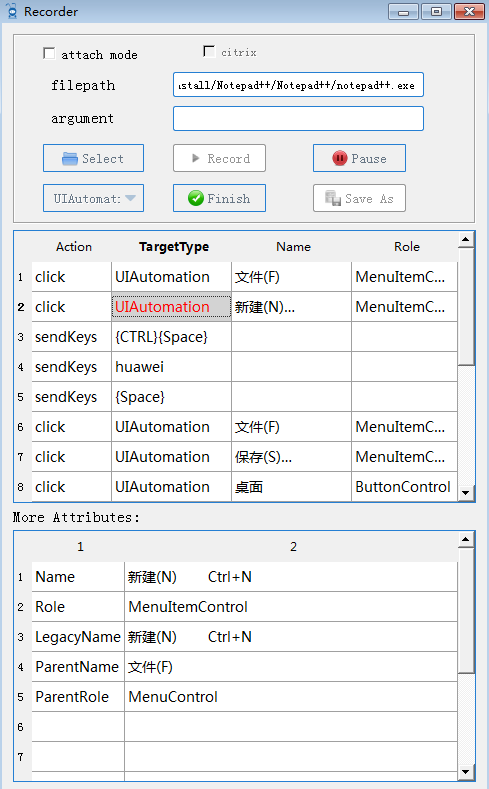 Recorder
attach mode citrix
filepath ıstall/Notepad++/Notepad++/notepad++.exe
argument
Select Record Pause
UIAutomat: Finish Save As
Action TargetType Name Role
1 click UIAutomation 文件(F) MenuItemC...
2 click UIAutomation 新建(N)... MenuItemC...
3 sendKeys {CTRL}{Space}
4 sendKeys huawei
5 sendKeys {Space}
6 click UIAutomation 文件(F) MenuItemC...
7 click UIAutomation 保存(S)... MenuItemC...
8 click UIAutomation 桌面 ButtonControl
More Attributes:
1 2
1 Name 新建(N) Ctrl+N
2 Role MenuItemControl
3 LegacyName 新建(N) Ctrl+N
4 ParentName 文件(F)
5 ParentRole MenuControl
6
7